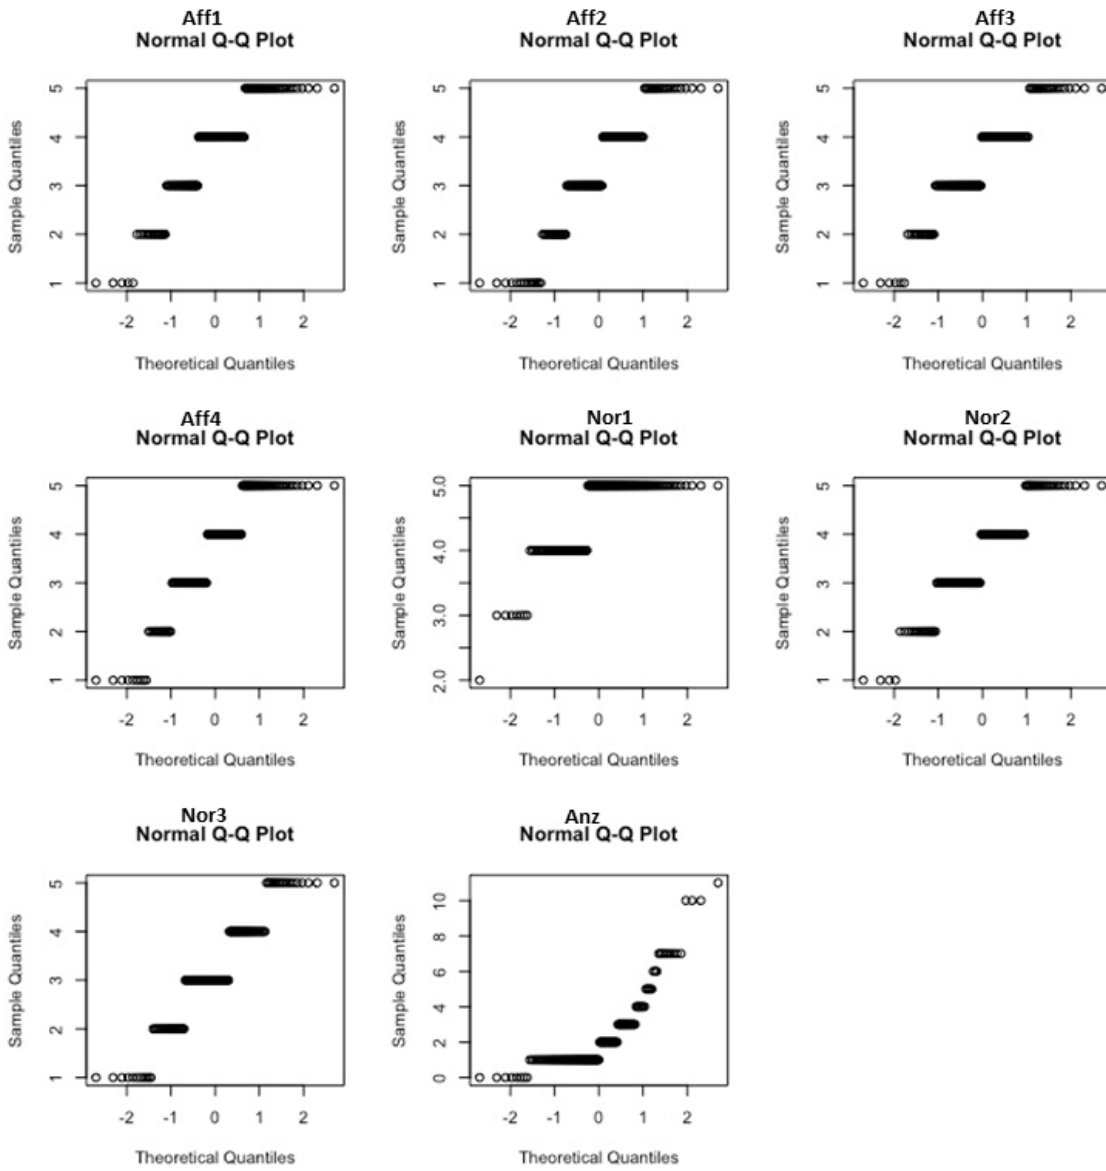 Aff1 Aff2 Aff3
Normal Q-Q Plot Normal Q-Q Plot Normal Q-Q Plot
Sample Quantiles Sample Quantiles Sample Quantiles
5 5 5
4 4 4
3 3 3
2 2 2
1 1 1
-2 -1 0 1 2 -2 -1 0 1 2 -2 -1 0 1 2
Theoretical Quantiles Theoretical Quantiles Theoretical Quantiles
Aff4 Nor1 Nor2
Normal Q-Q Plot Normal Q-Q Plot Normal Q-Q Plot
Sample Quantiles Sample Quantiles Sample Quantiles
5 5.0 5
4 4.0 4
3 3.0 3
2 2.0 2
1 1
-2 -1 0 1 2 -2 -1 0 1 2 -2 -1 0 1 2
Theoretical Quantiles Theoretical Quantiles Theoretical Quantiles
Nor3 Anz
Normal Q-Q Plot Normal Q-Q Plot
Sample Quantiles Sample Quantiles
5 10
4 8
3 6
2 4
1 2
0
-2 -1 0 1 2 -2 -1 0 1 2
Theoretical Quantiles Theoretical Quantiles